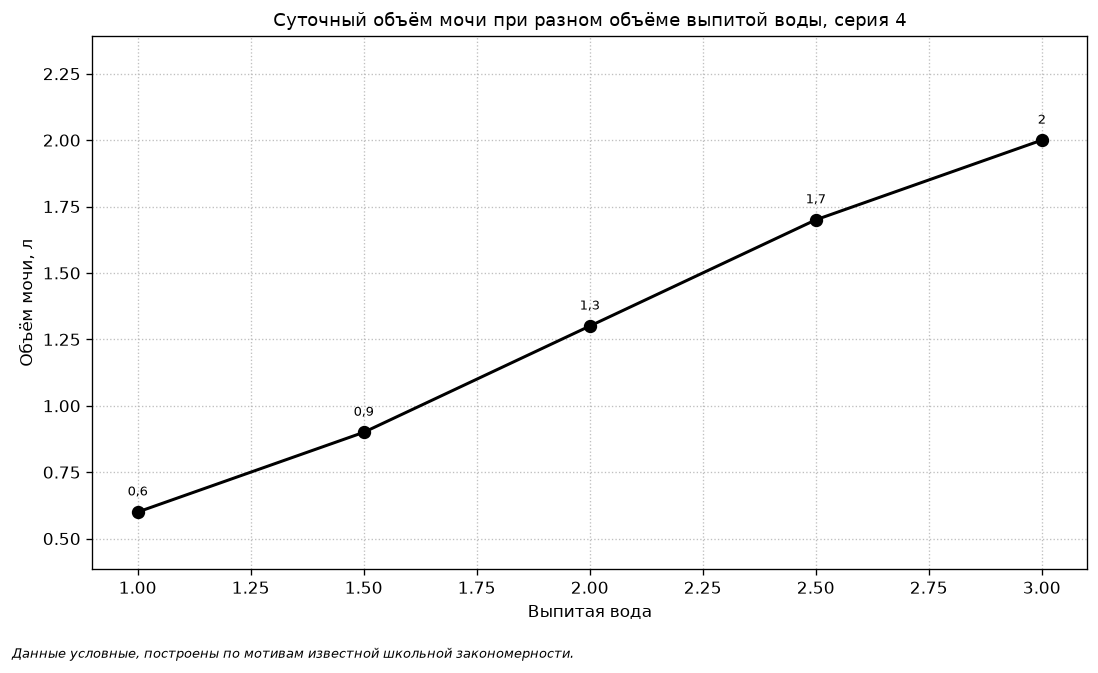 Суточный объём мочи при разном объёме выпитой воды, серия 4
Объём мочи, л
2.25
2.00
1.75
1.50
1.25
1.00
0.75
0.50
0,6
0,9
1,3
1,7
2
1.00 1.25 1.50 1.75 2.00 2.25 2.50 2.75 3.00
Выпитая вода
Данные условные, построены по мотивам известной школьной закономерности.